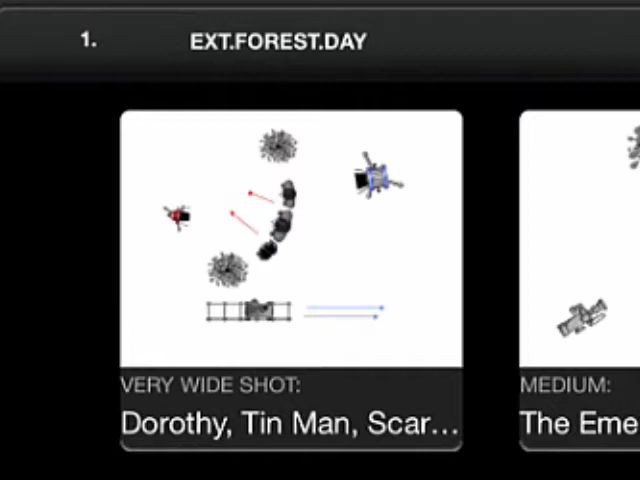 1. EXT.FOREST.DAY
VERY WIDE SHOT:
Dorothy, Tin Man, Scar...
MEDIUM:
The Eme